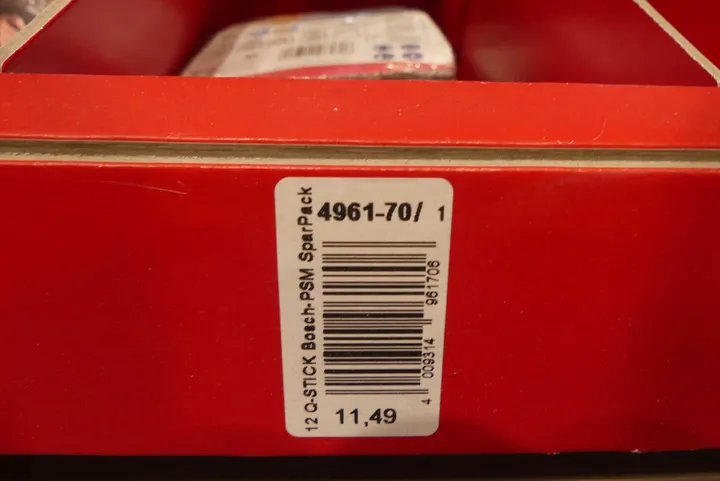 12 Q-STICK Bosch-PSM SparPack
4961-70/ 1
4 009314 961706
11,49